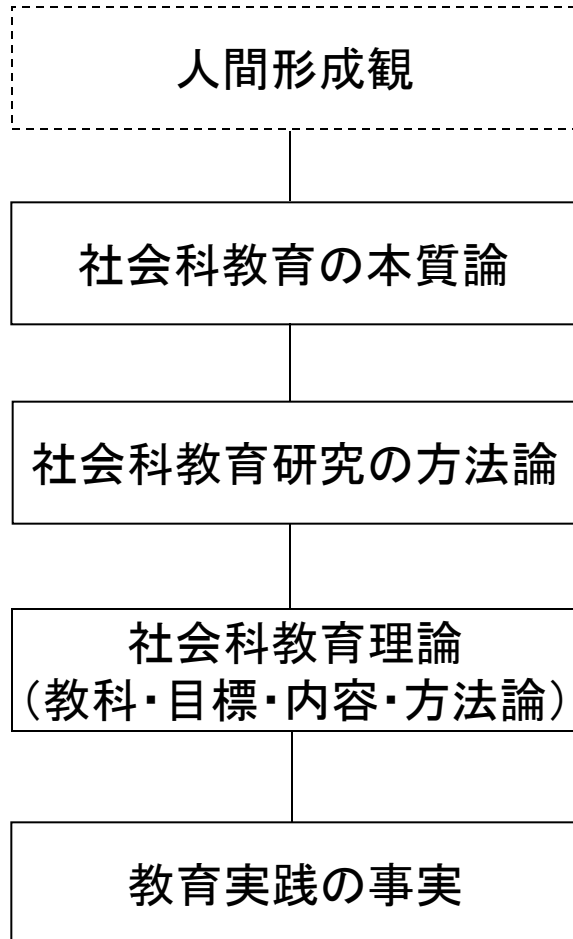 人間形成観
社会科教育の本質論
社会科教育研究の方法論
社会科教育理論
（教科・目標・内容・方法論）
教育実践の事実